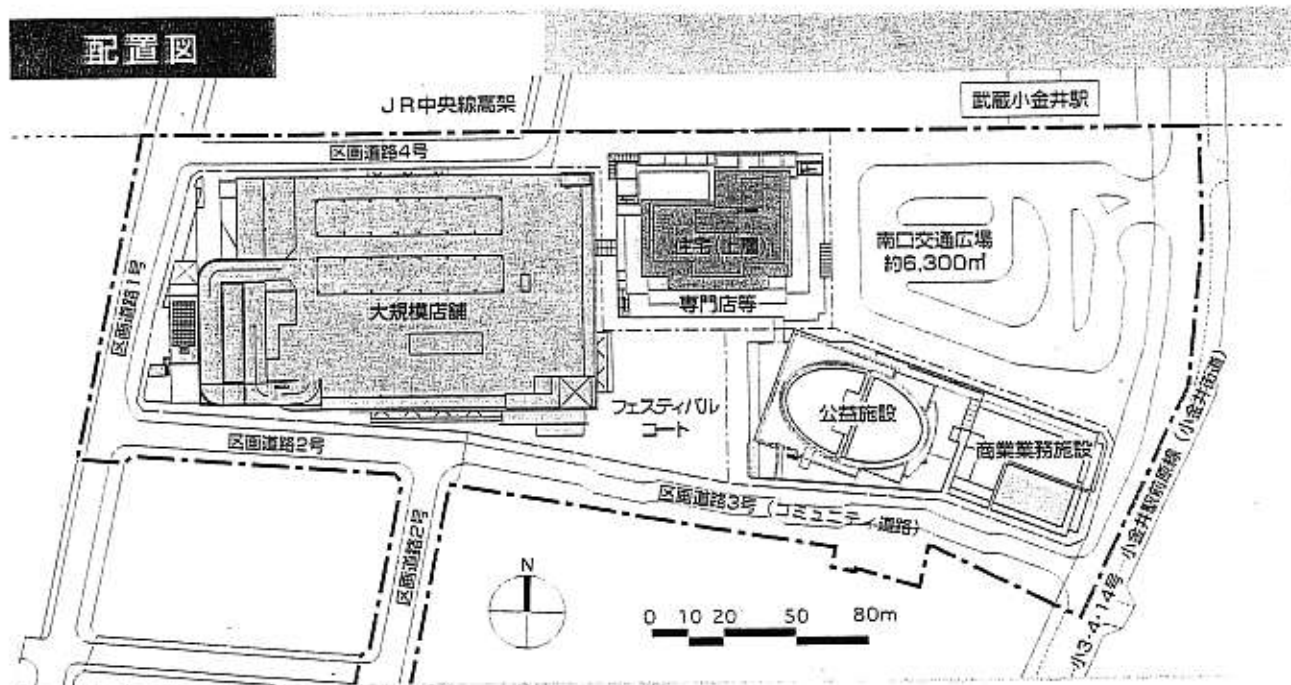 配置図
JR中央線高架
武蔵小金井駅
区画道路4号
住宅(上層)
南口交通広場
約6,300㎡
区画道路1号
大規模店舗
専門店等
フェスティバル
コート
公益施設
商業業務施設
区画道路2号
区画道路3号(コミュニティ道路)
区画道路2号
小3・4・14号 小金井駅前原線(小金井街道)
N
0 10 20 50 80m